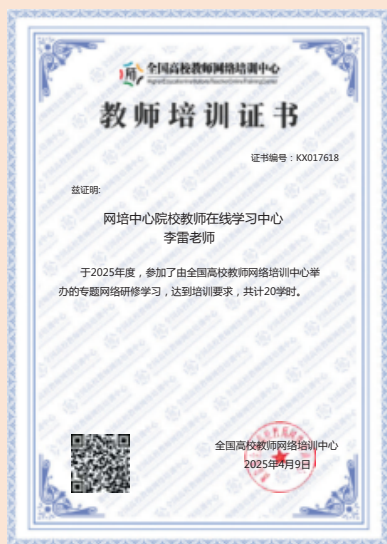 全国高校教师网络培训中心
教师培训证书
证书编号：KX017618
兹证明:
网培中心院校教师在线学习中心
李雷老师
于2025年度，参加了由全国高校教师网络培训中心举
办的专题网络研修学习，达到培训要求，共计20学时。
全国高校教师网络培训中心
2025年4月9日